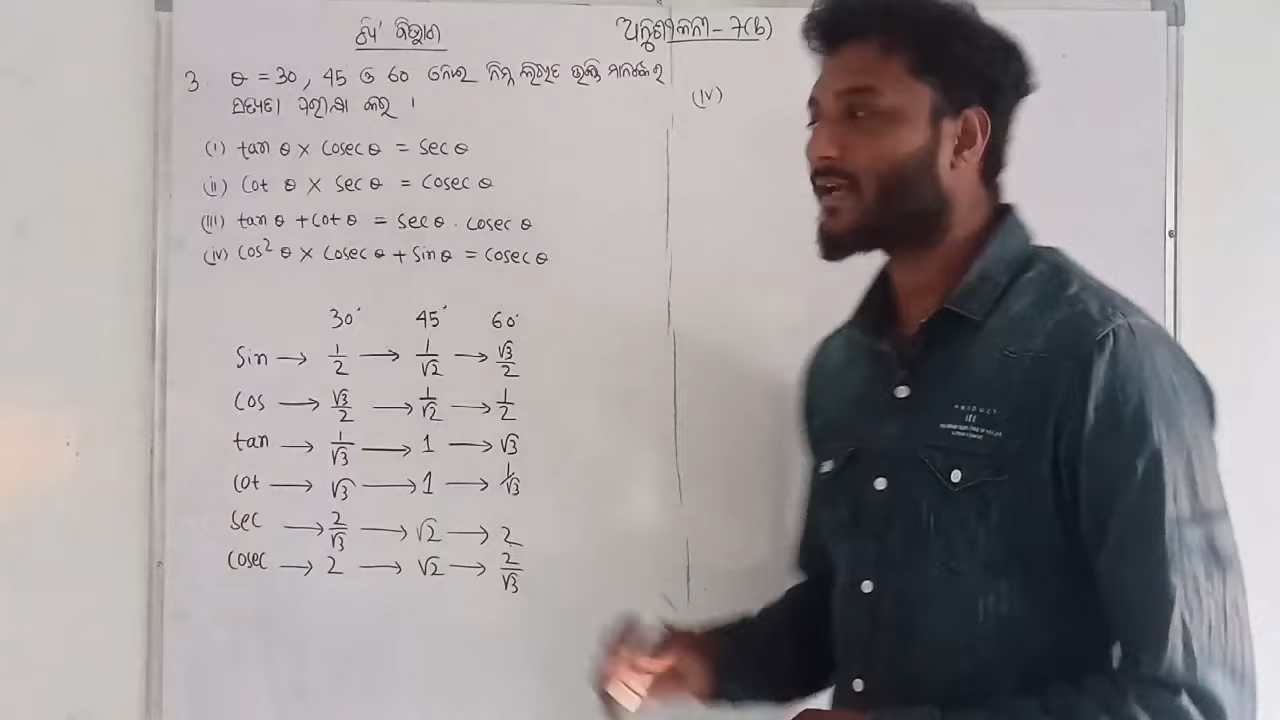 'ଖ' ବିଭାଗ
ଅନୁଶୀଳନୀ - 7(b)
3. θ = 30, 45 ଓ 60 ନେଇ ନିମ୍ନ ଲିଖିତ ଉକ୍ତି ମାନଙ୍କର
ସତ୍ୟତା ପରୀକ୍ଷା କର ।
(i) tan θ × cosec θ = sec θ
(ii) cot θ × sec θ = cosec θ
(iii) tan θ + cot θ = sec θ . cosec θ
(iv) cos² θ × cosec θ + sin θ = cosec θ
(iv)
30° 45° 60°
Sin → 1/2 → 1/√2 → √3/2
cos → √3/2 → 1/√2 → 1/2
tan → 1/√3 → 1 → √3
cot → √3 → 1 → 1/√3
sec → 2/√3 → √2 → 2
cosec → 2 → √2 → 2/√3
PRODUCT